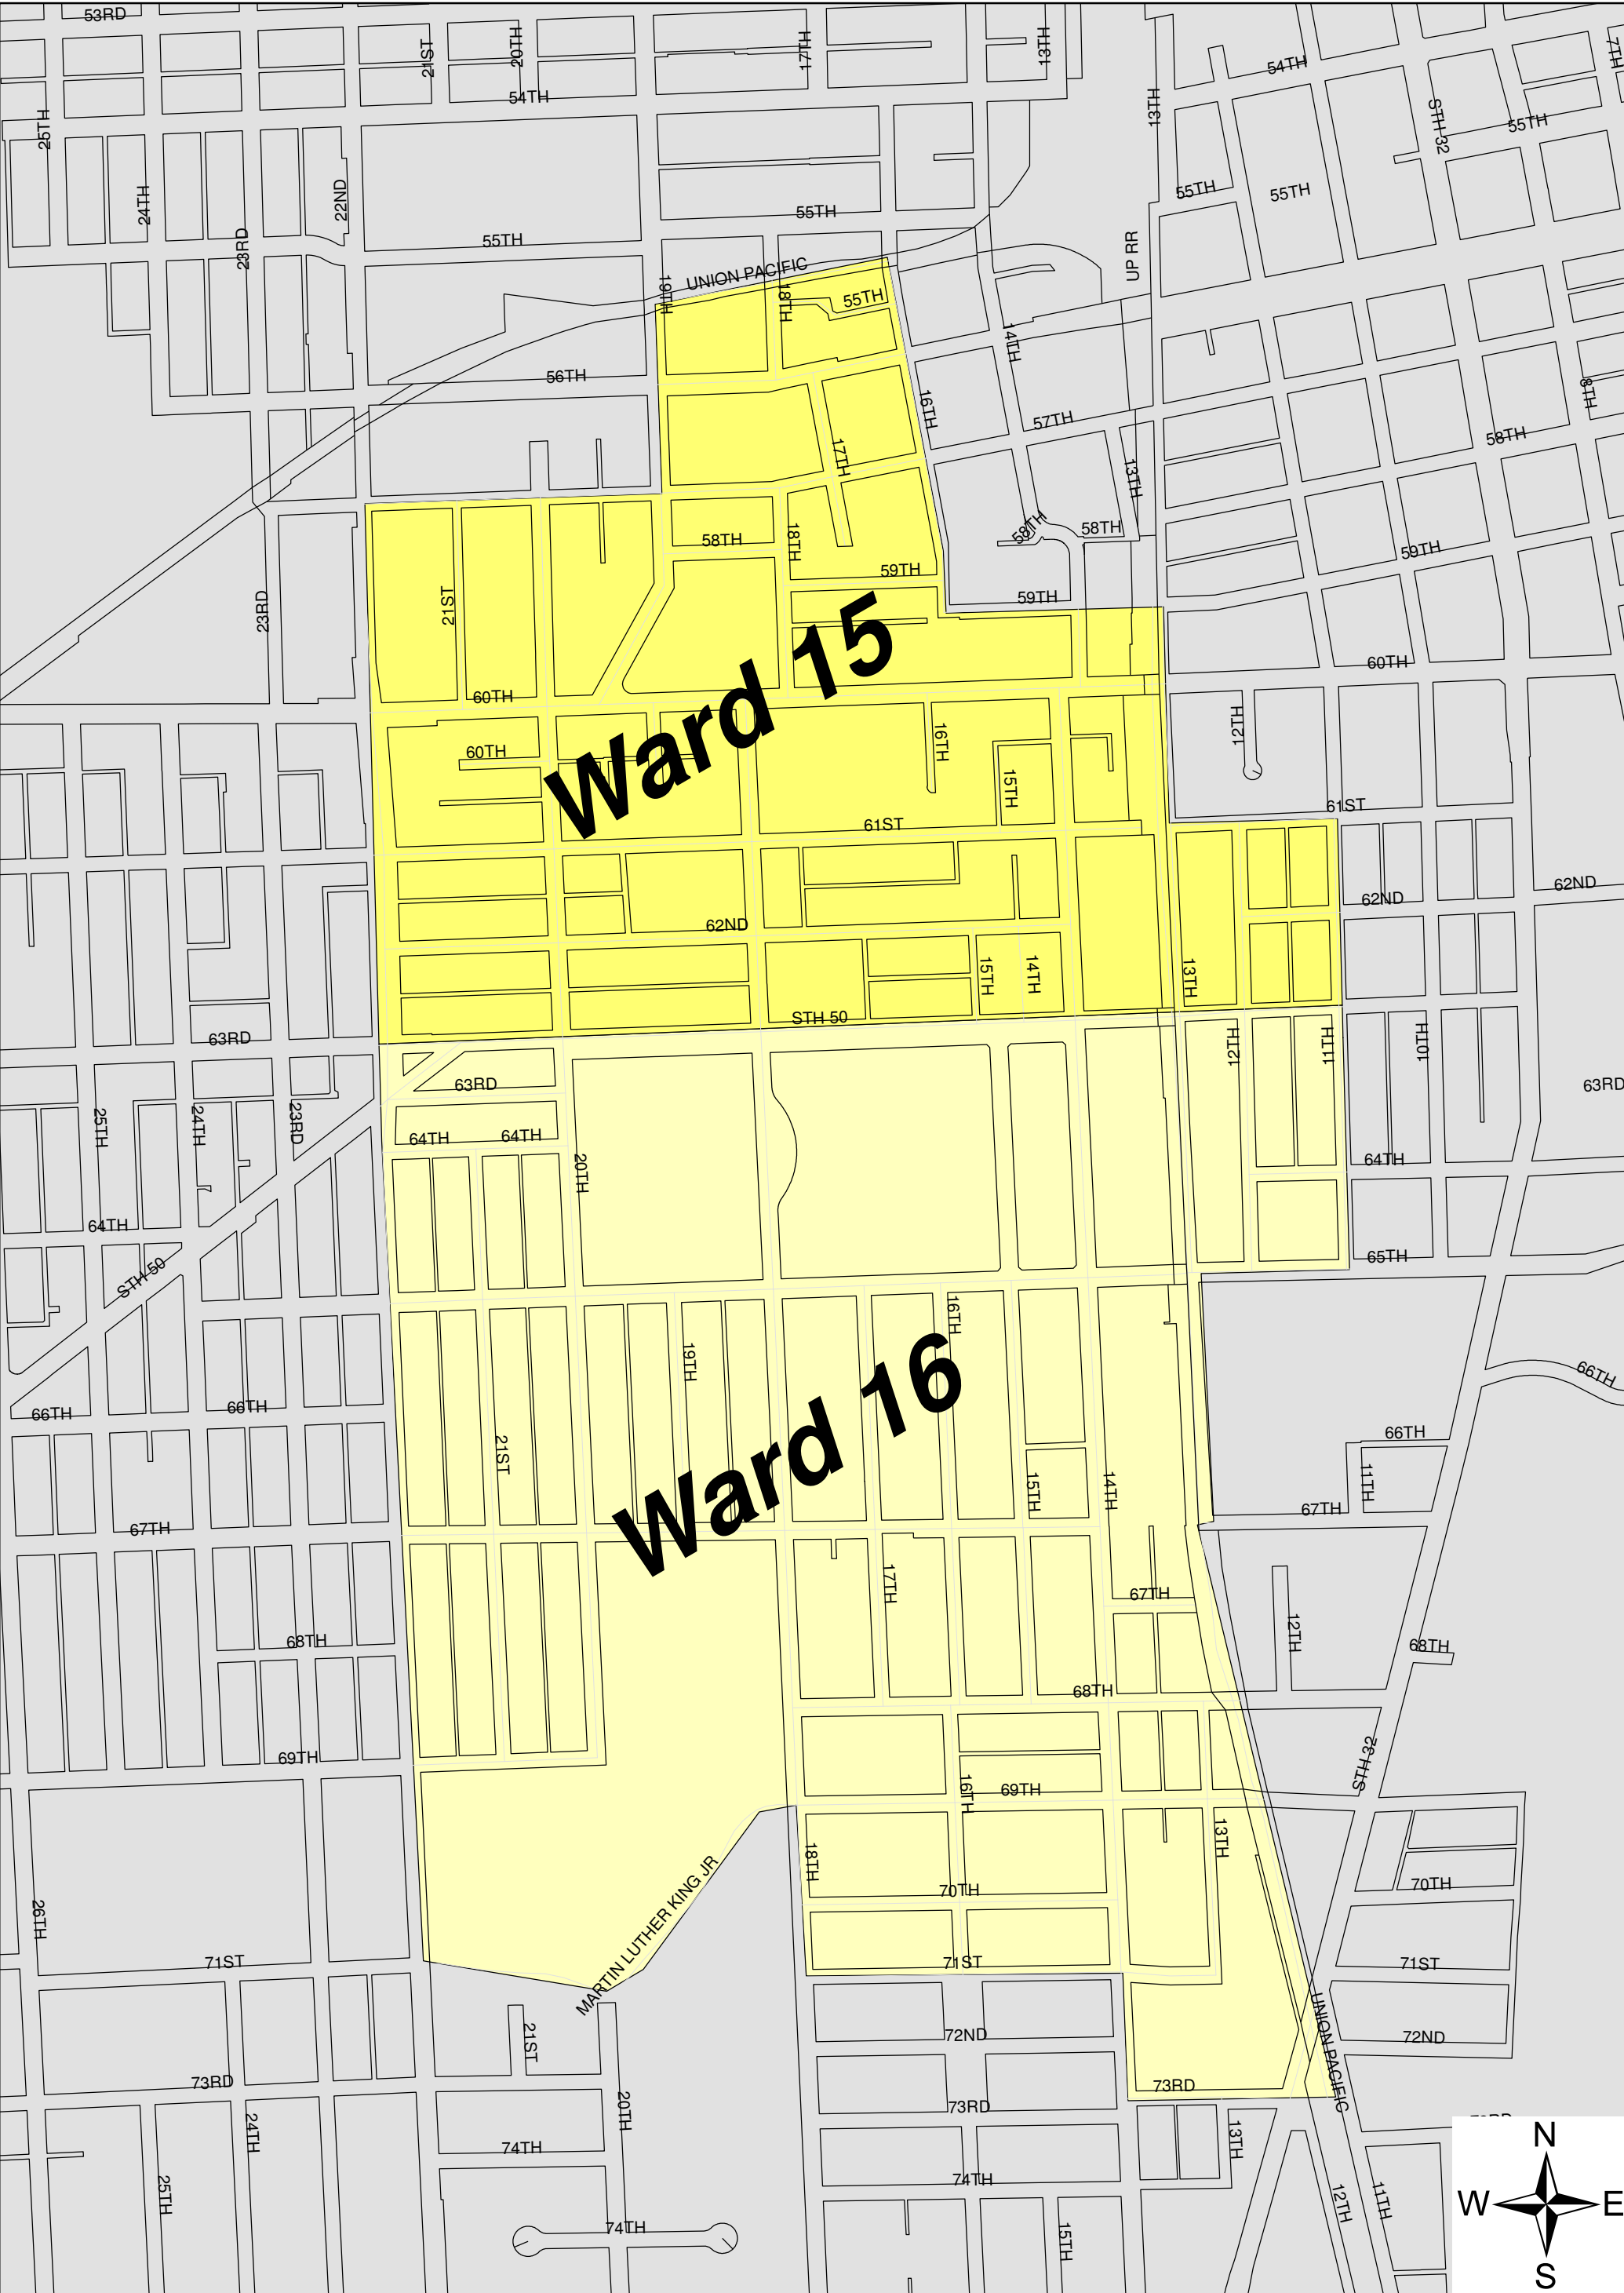 53RD
21ST
20TH
17TH
13TH
7TH
54TH
54TH
25TH
13TH
STH 32
55TH
24TH
22ND
55TH
55TH
55TH
23RD
55TH
UP RR
UNION PACIFIC
19TH
18TH
55TH
14TH
56TH
16TH
57TH
8TH
58TH
17TH
13TH
58TH
58TH
58TH
18TH
59TH
59TH
59TH
23RD
21ST
Ward 15
60TH
60TH
60TH
16TH
12TH
15TH
61ST
61ST
62ND
62ND
62ND
15TH
14TH
13TH
STH 50
63RD
12TH
11TH
10TH
63RD
63RD
25TH
24TH
23RD
64TH
64TH
64TH
20TH
64TH
65TH
STH 50
16TH
19TH
66TH
66TH
66TH
Ward 16
21ST
66TH
15TH
14TH
11TH
67TH
67TH
17TH
67TH
12TH
68TH
68TH
68TH
69TH
STH 32
16TH
69TH
18TH
13TH
MARTIN LUTHER KING JR
70TH
70TH
26TH
71ST
71ST
71ST
UNION PACIFIC
21ST
72ND
72ND
73RD
73RD
73RD
24TH
20TH
13TH
N
74TH
74TH
25TH
12TH
11TH
W
E
74TH
15TH
S